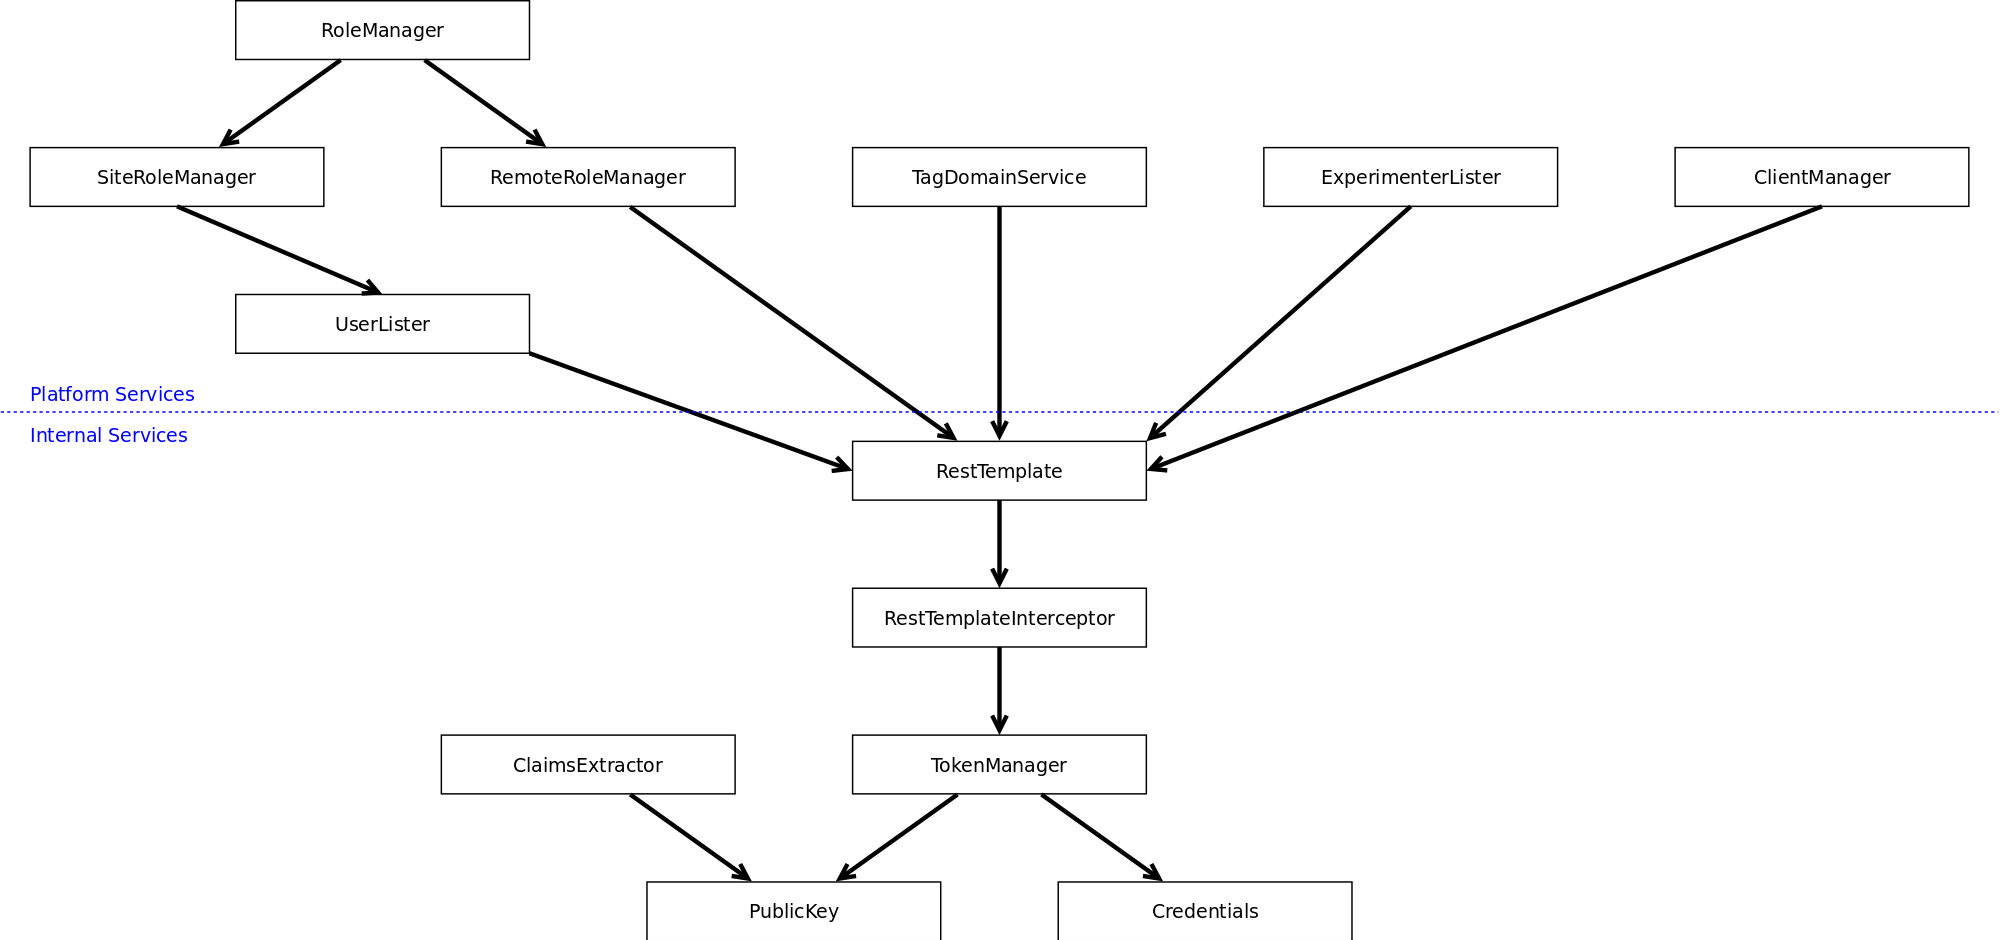 RoleManager
SiteRoleManager
RemoteRoleManager
TagDomainService
ExperimenterLister
ClientManager
UserLister
Platform Services
Internal Services
RestTemplate
RestTemplateInterceptor
ClaimsExtractor
TokenManager
PublicKey
Credentials